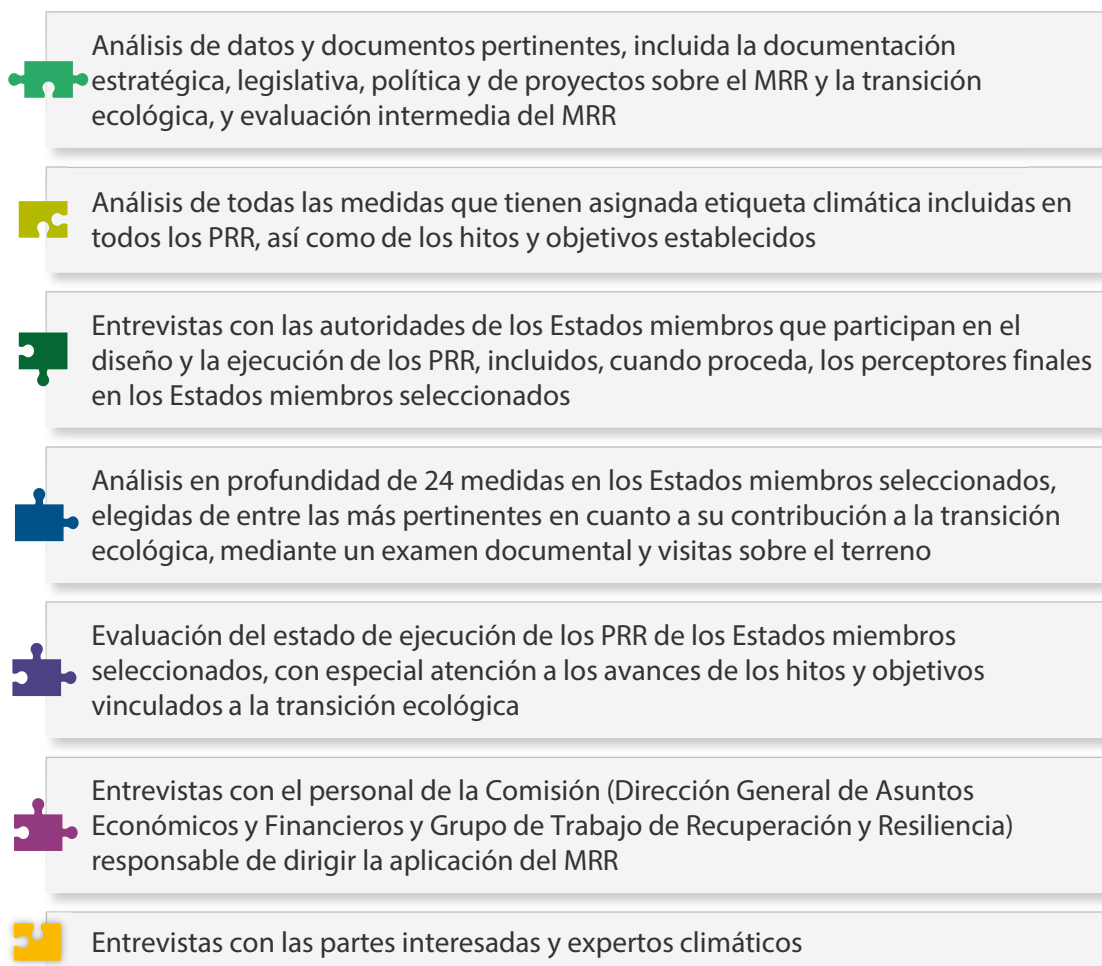 Análisis de datos y documentos pertinentes, incluida la documentación
estratégica, legislativa, política y de proyectos sobre el MRR y la transición
ecológica, y evaluación intermedia del MRR
Análisis de todas las medidas que tienen asignada etiqueta climática incluidas en
todos los PRR, así como de los hitos y objetivos establecidos
Entrevistas con las autoridades de los Estados miembros que participan en el
diseño y la ejecución de los PRR, incluidos, cuando proceda, los perceptores finales
en los Estados miembros seleccionados
Análisis en profundidad de 24 medidas en los Estados miembros seleccionados,
elegidas de entre las más pertinentes en cuanto a su contribución a la transición
ecológica, mediante un examen documental y visitas sobre el terreno
Evaluación del estado de ejecución de los PRR de los Estados miembros
seleccionados, con especial atención a los avances de los hitos y objetivos
vinculados a la transición ecológica
Entrevistas con el personal de la Comisión (Dirección General de Asuntos
Económicos y Financieros y Grupo de Trabajo de Recuperación y Resiliencia)
responsable de dirigir la aplicación del MRR
Entrevistas con las partes interesadas y expertos climáticos